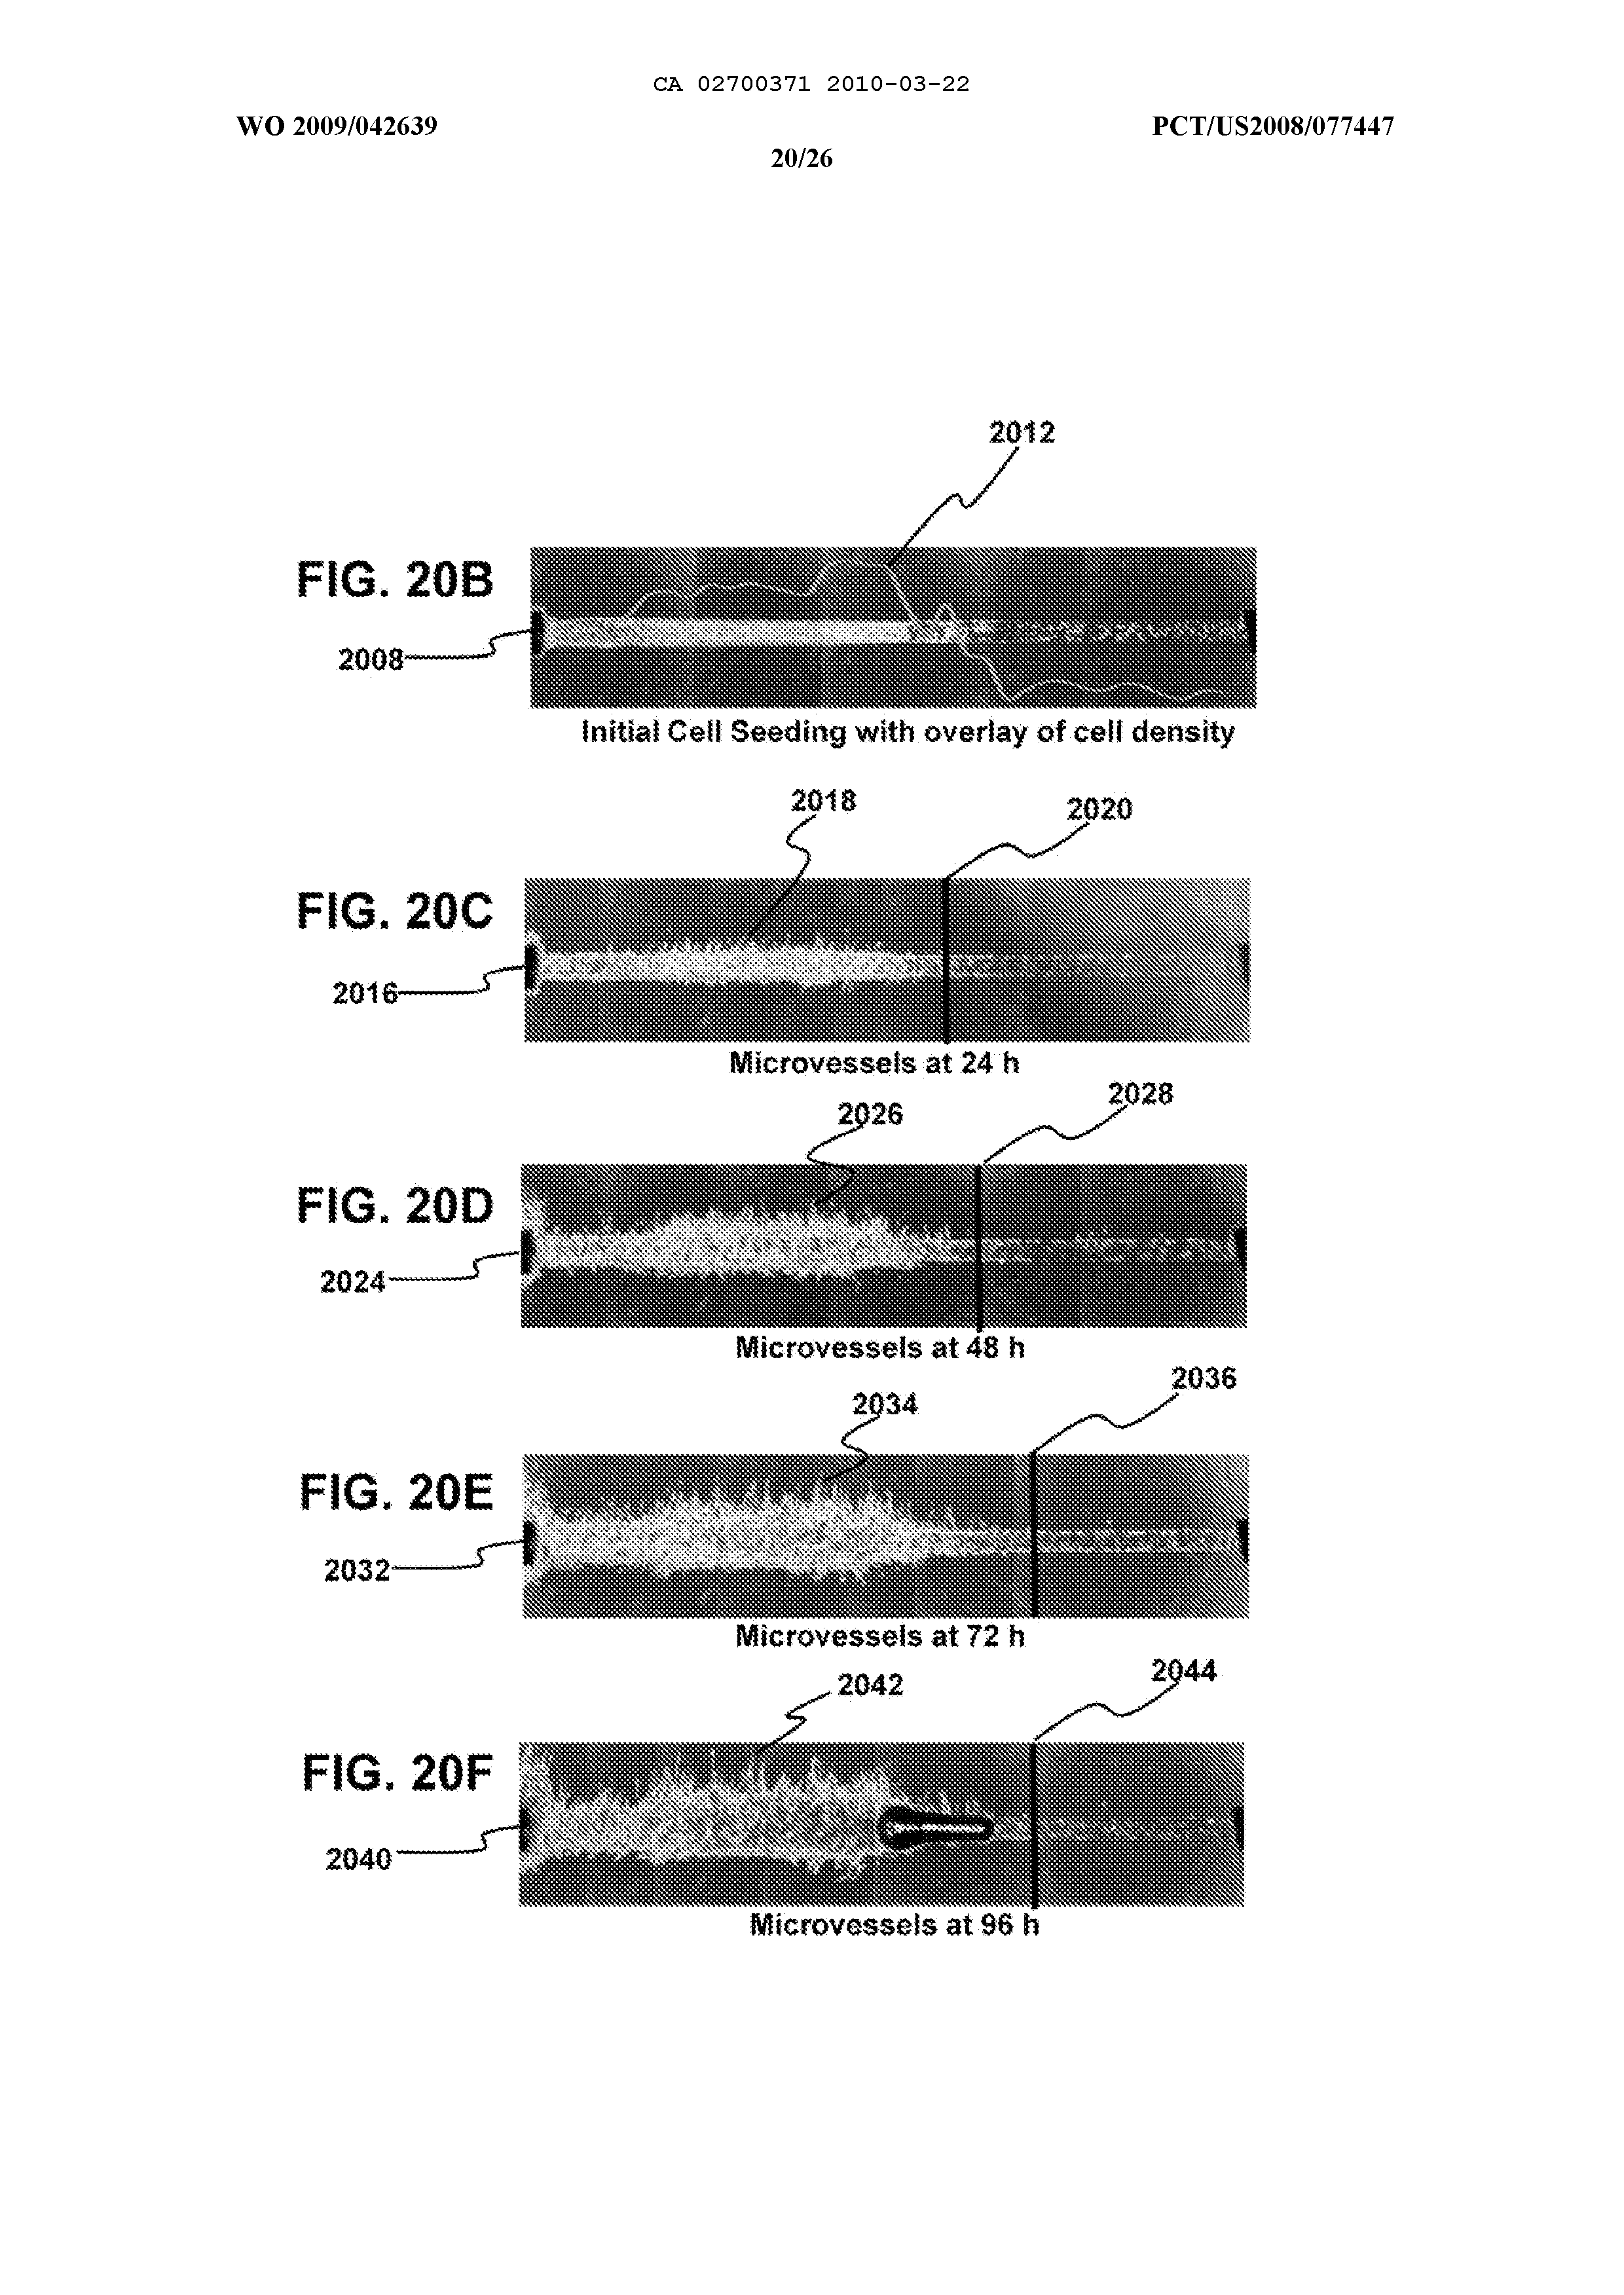 CA 02700371 2010-03-22
WO 2009/042639 PCT/US2008/077447
20/26
2012
FIG. 20B
2008
Initial Cell Seeding with overlay of cell density
2018 2020
FIG. 20C
2016
Microvessels at 24 h
2026 2028
FIG. 20D
2024
Microvessels at 48 h
2034 2036
FIG. 20E
2032
Microvessels at 72 h
2042 2044
FIG. 20F
2040
Microvessels at 96 h